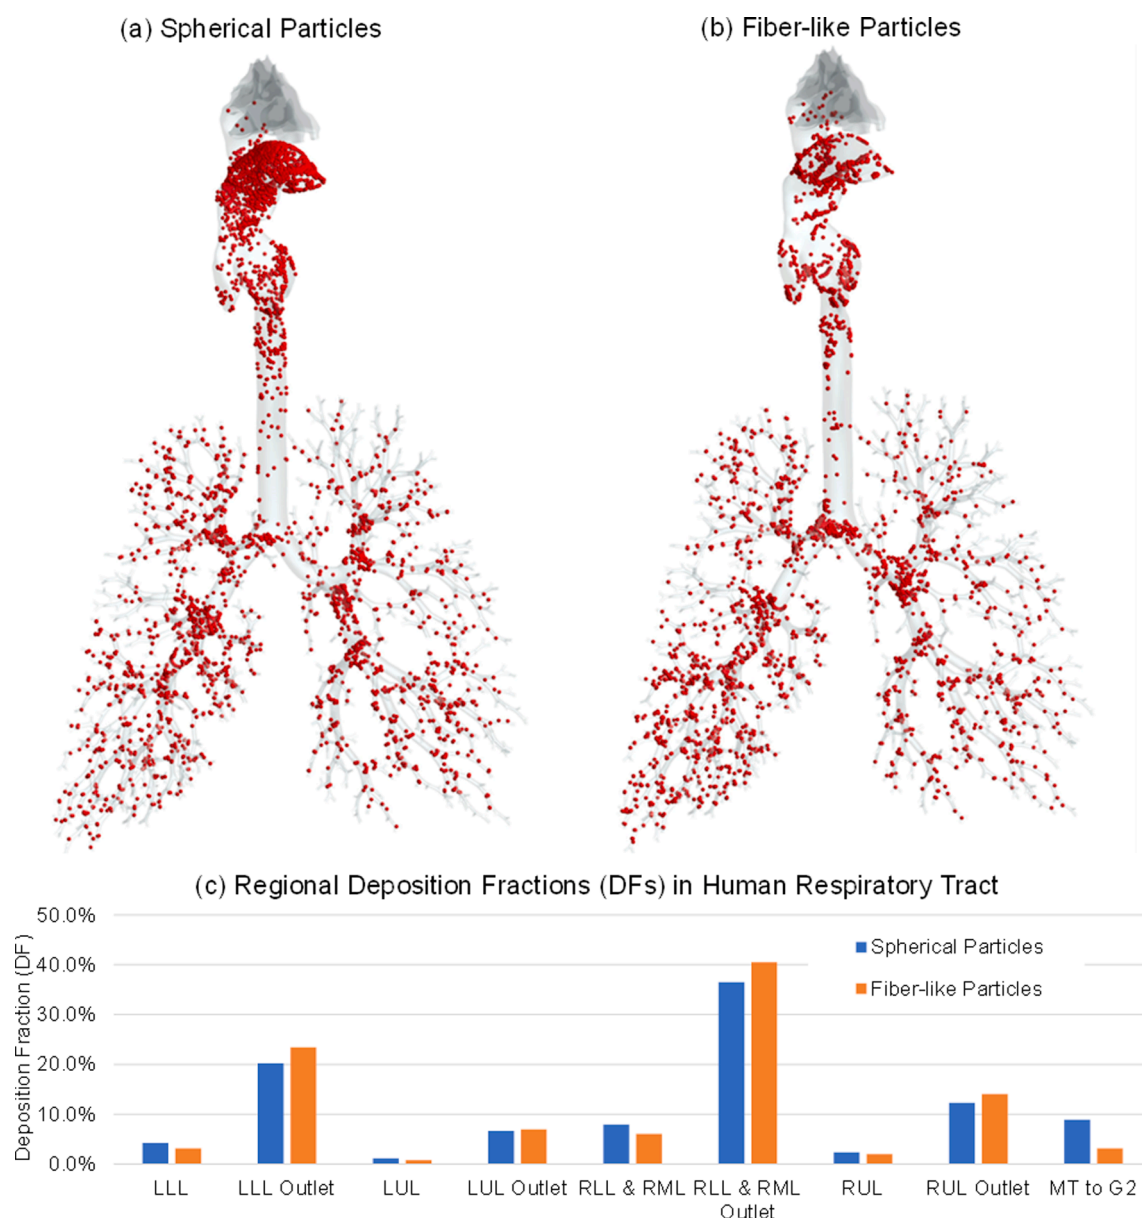 (a) Spherical Particles
(b) Fiber-like Particles
(c) Regional Deposition Fractions (DFs) in Human Respiratory Tract
Deposition Fraction (DF)
50.0%
40.0%
30.0%
20.0%
10.0%
0.0%
Spherical Particles
Fiber-like Particles
LLL
LLL Outlet
LUL
LUL Outlet
RLL & RML
RLL & RML
Outlet
RUL
RUL Outlet
MT to G2